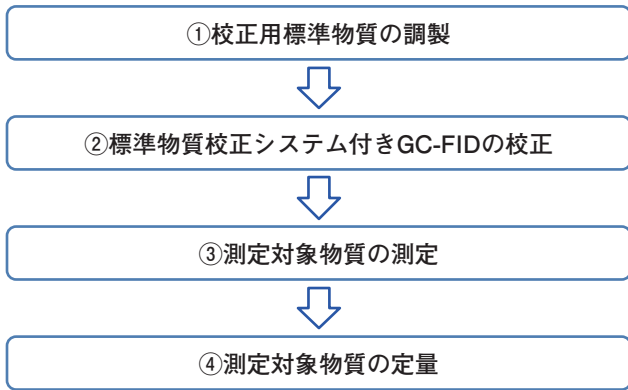 ①校正用標準物質の調製
②標準物質校正システム付きGC-FIDの校正
③測定対象物質の測定
④測定対象物質の定量